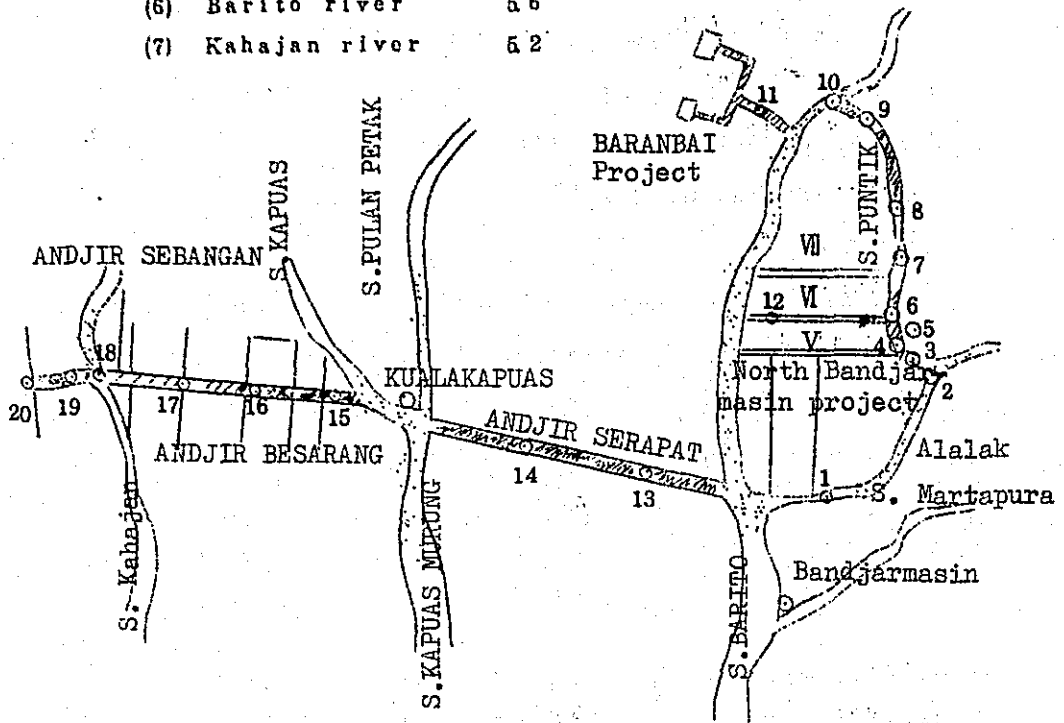 (6) Barito river 5.6
(7) Kahajan river 5.2
10
11
9
BARANBAI
Project
S.PUNTIK
S.PULAN PETAK
S.KAPUAS
8
ANDJIR SEBANGAN
VII
7
12
VI
6
5
V
4
3
18
KUALAKAPUAS
North Bandjar
masin project
2
20
19
17
16
15
ANDJIR SERAPAT
ANDJIR BESARANG
14
13
Alalak
1
S. Martapura
S. Kahajan
S.KAPUAS MURUNG
S.BARITO
Bandjarmasin